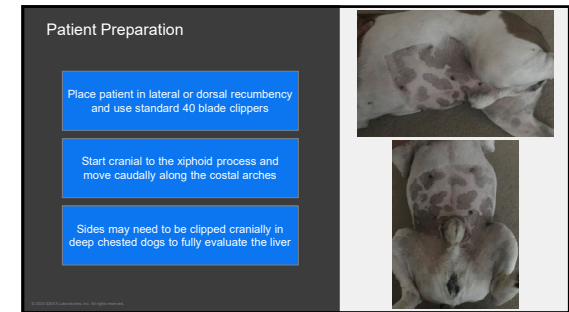 Patient Preparation
Place patient in lateral or dorsal recumbency
and use standard 40 blade clippers
Start cranial to the xiphoid process and
move caudally along the costal arches
Sides may need to be clipped cranially in
deep chested dogs to fully evaluate the liver